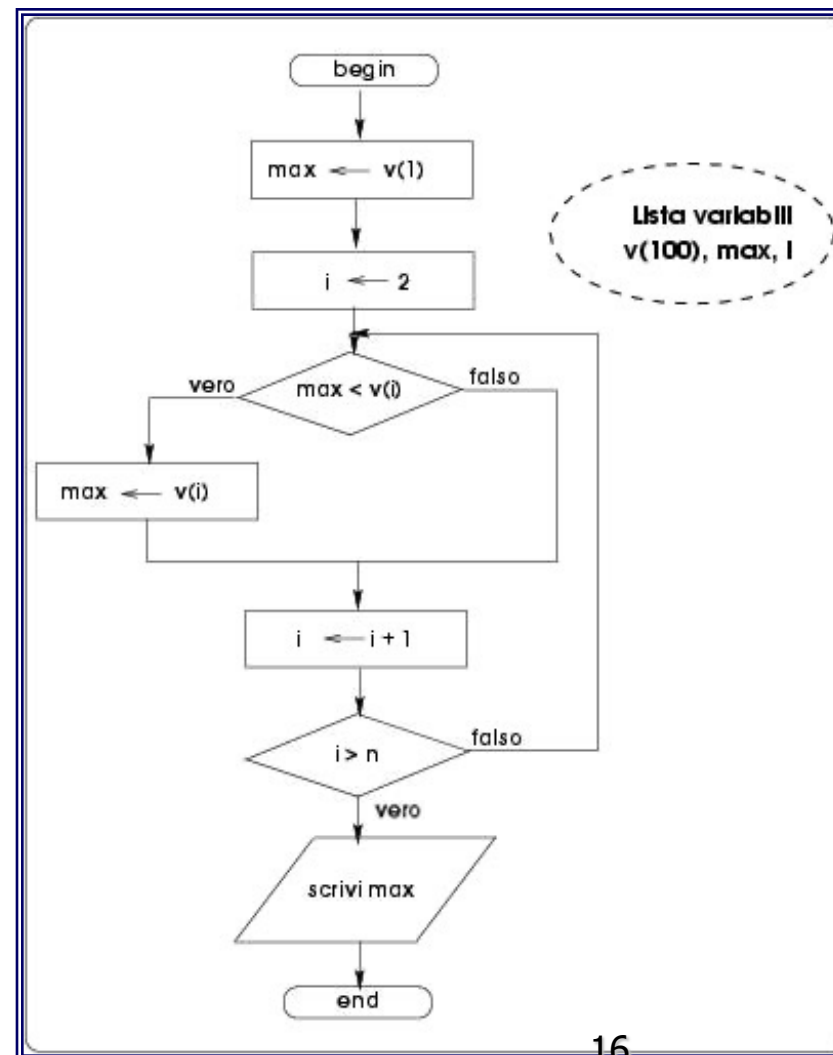 begin
max ← v(1)
Lista variabili
v(100), max, i
i ← 2
vero
max < v(i)
falso
max ← v(i)
i ← i + 1
i > n
falso
vero
scrivi max
end
16